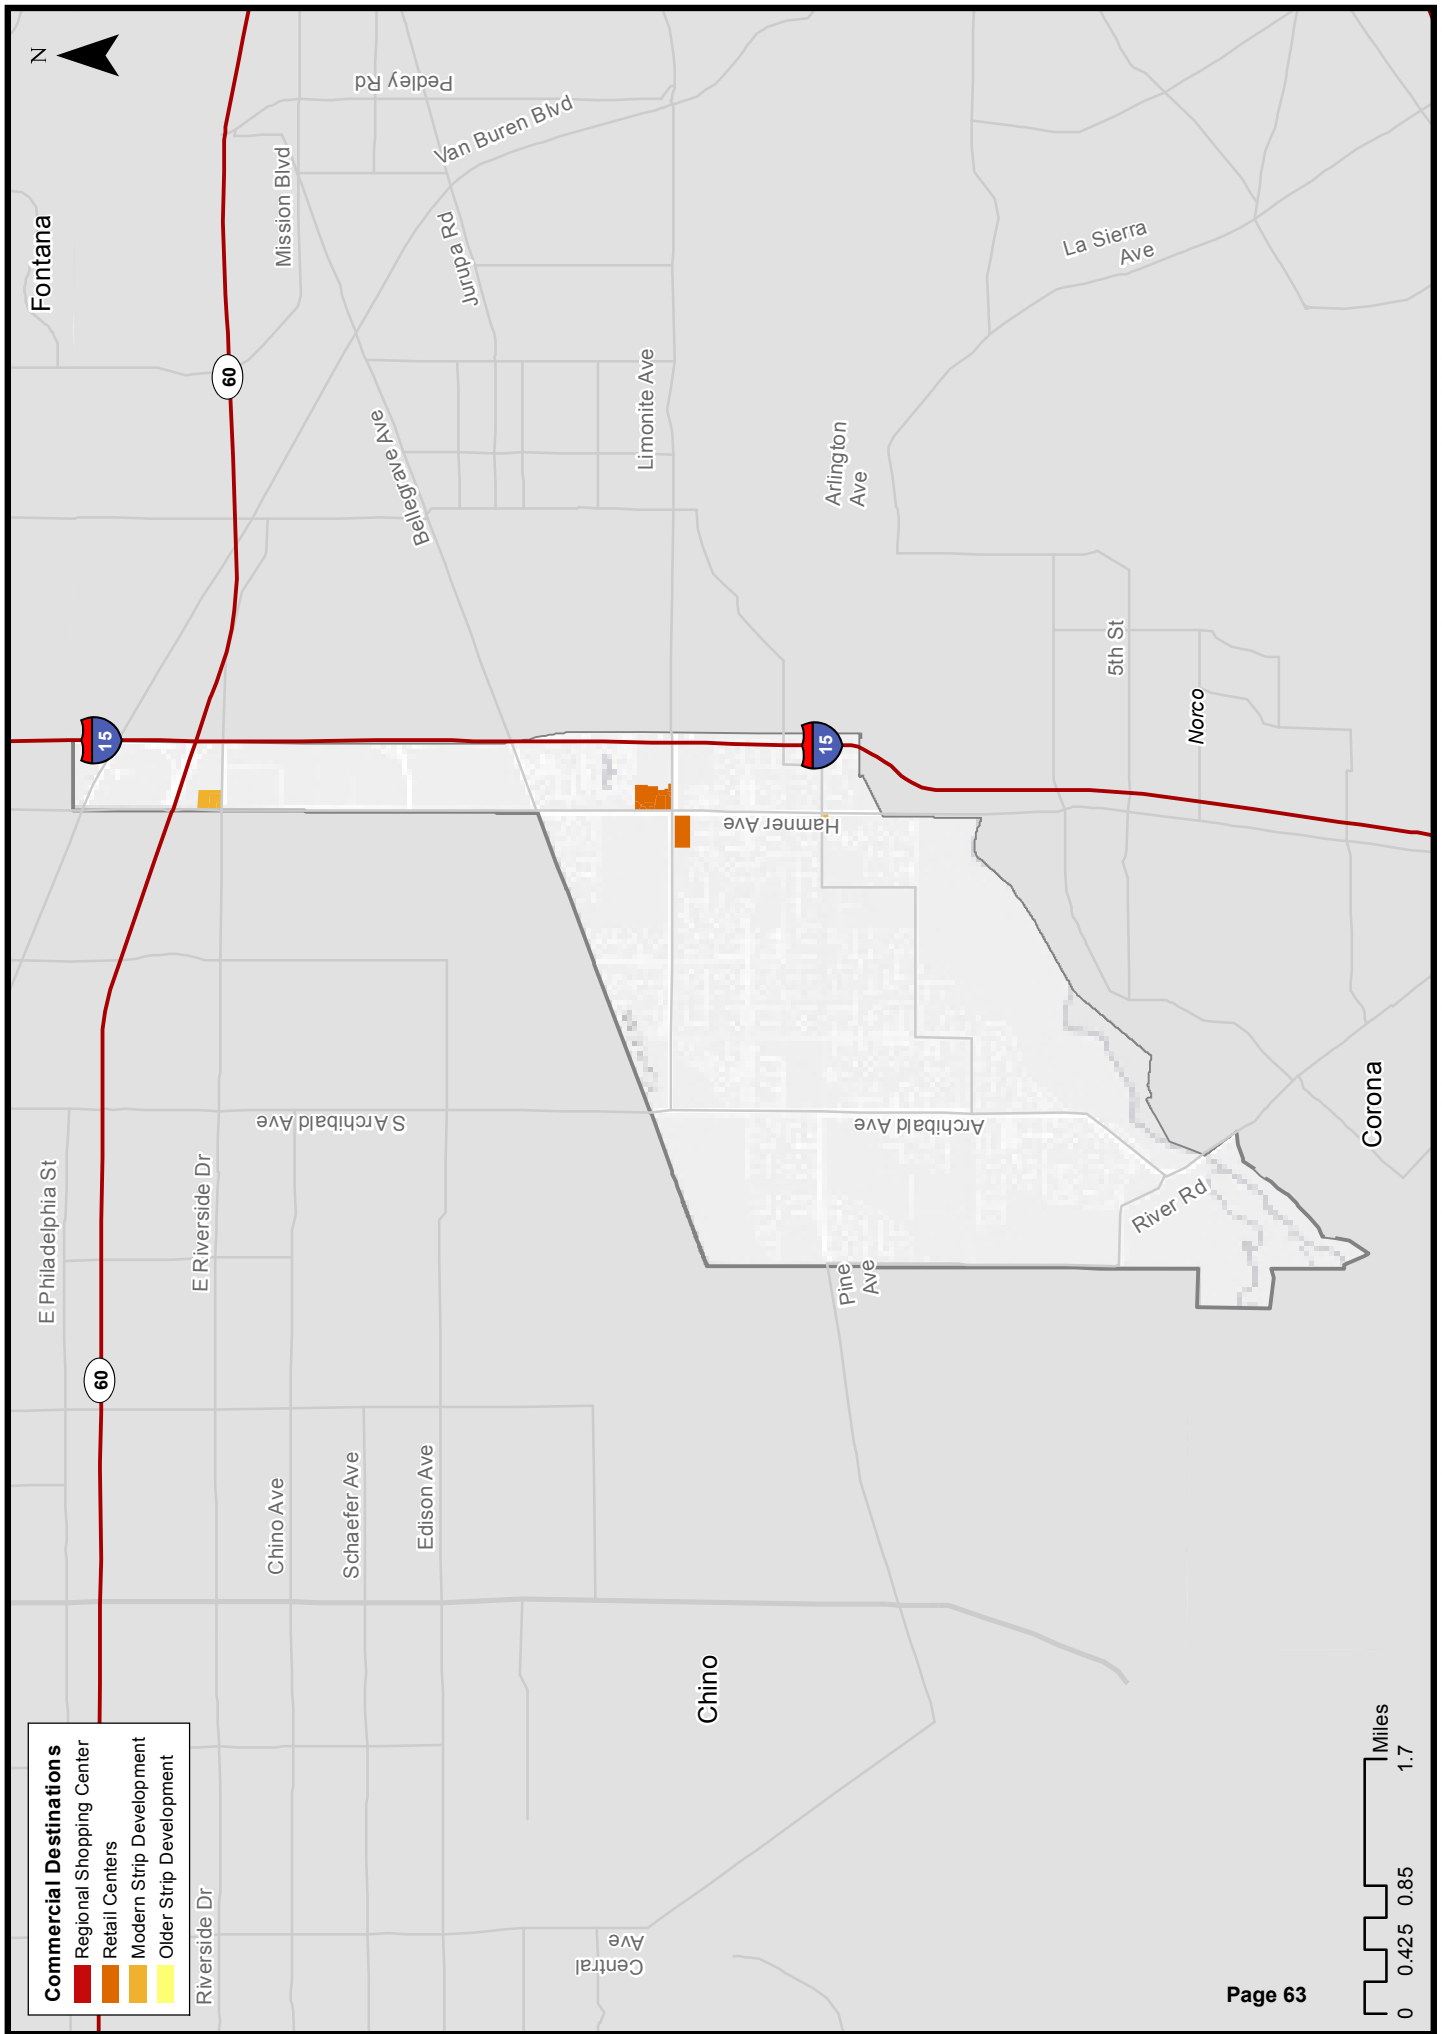 N
Fontana
Pedley Rd
Van Buren Blvd
Mission Blvd
Jurupa Rd
La Sierra
Ave
60
Bellegrave Ave
Limonite Ave
Arlington
Ave
5th St
Norco
15
15
Hamner Ave
S Archibald Ave
Archibald Ave
Corona
E Philadelphia St
E Riverside Dr
River Rd
Pine
Ave
60
Chino Ave
Schaefer Ave
Edison Ave
Chino
Commercial Destinations
Regional Shopping Center
Retail Centers
Modern Strip Development
Older Strip Development
Riverside Dr
Central
Ave
Miles
0 0.425 0.85 1.7
Page 63